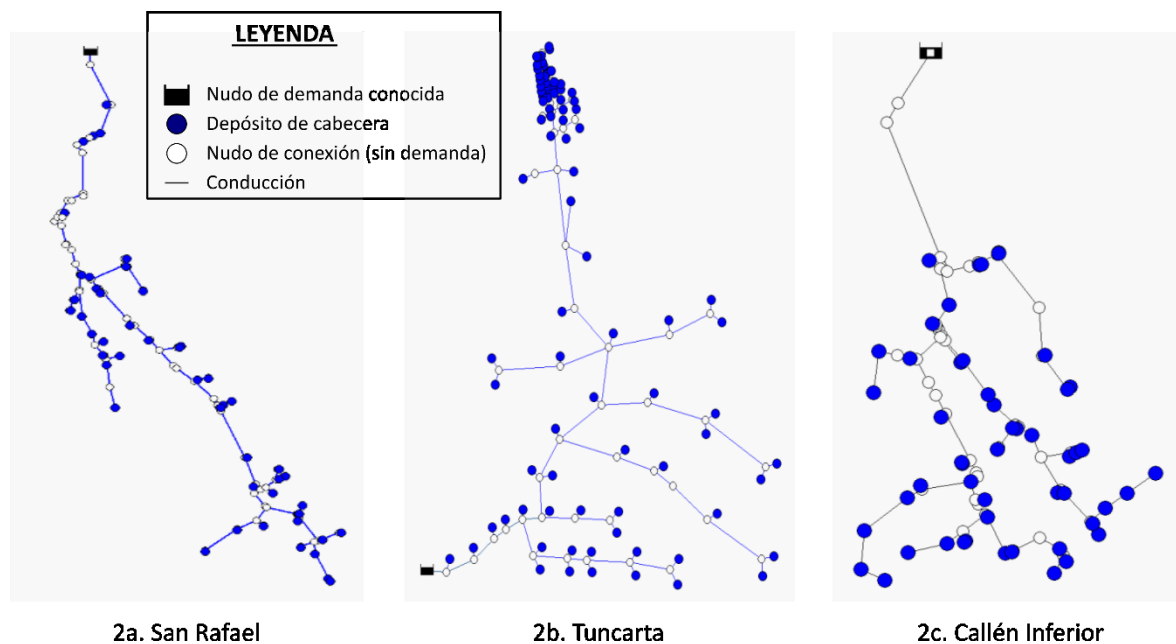 LEYENDA
Nudo de demanda conocida
Depósito de cabecera
Nudo de conexión (sin demanda)
Conducción
2a. San Rafael
2b. Tuncarta
2c. Callén Inferior